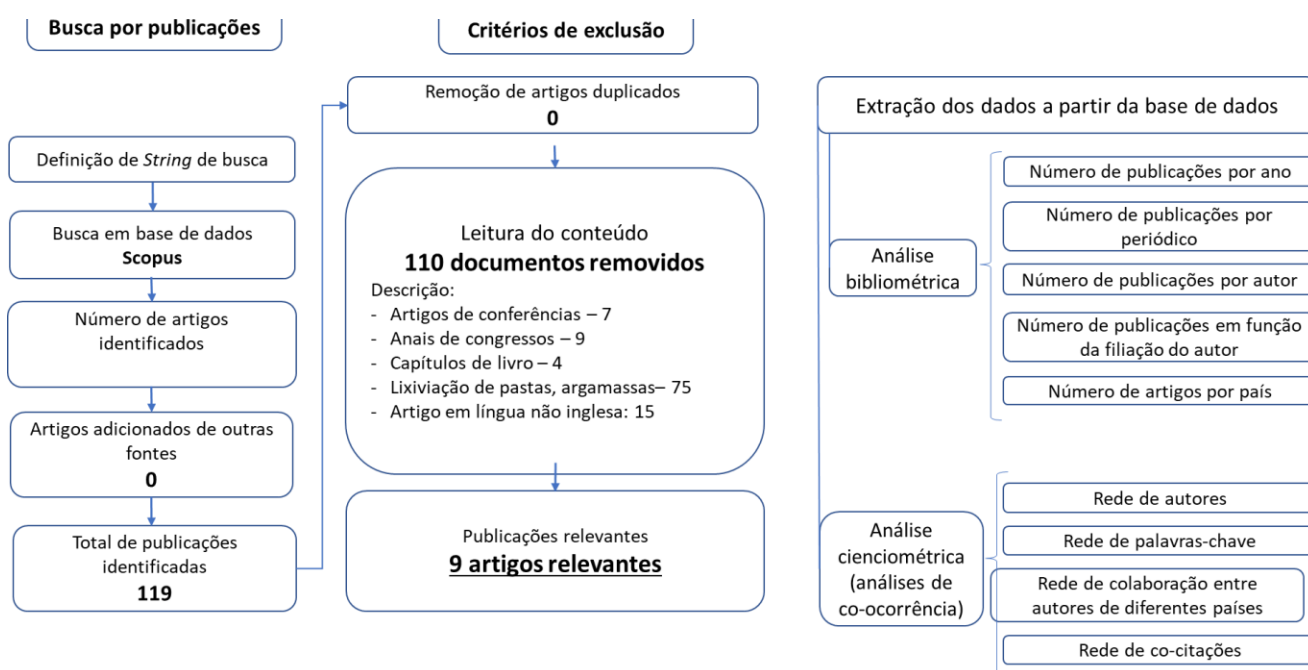 Busca por publicações
Definição de String de busca
Busca em base de dados
Scopus
Número de artigos
identificados
Artigos adicionados de outras
fontes
0
Total de publicações
identificadas
119
Critérios de exclusão
Remoção de artigos duplicados
0
Leitura do conteúdo
110 documentos removidos
Descrição:
- Artigos de conferências – 7
- Anais de congressos – 9
- Capítulos de livro – 4
- Lixiviação de pastas, argamassas– 75
- Artigo em língua não inglesa: 15
Publicações relevantes
9 artigos relevantes
Extração dos dados a partir da base de dados
Análise
bibliométrica
Número de publicações por ano
Número de publicações por
periódico
Número de publicações por autor
Número de publicações em função
da filiação do autor
Número de artigos por país
Análise
cienciométrica
(análises de
co-ocorrência)
Rede de autores
Rede de palavras-chave
Rede de colaboração entre
autores de diferentes países
Rede de co-citações